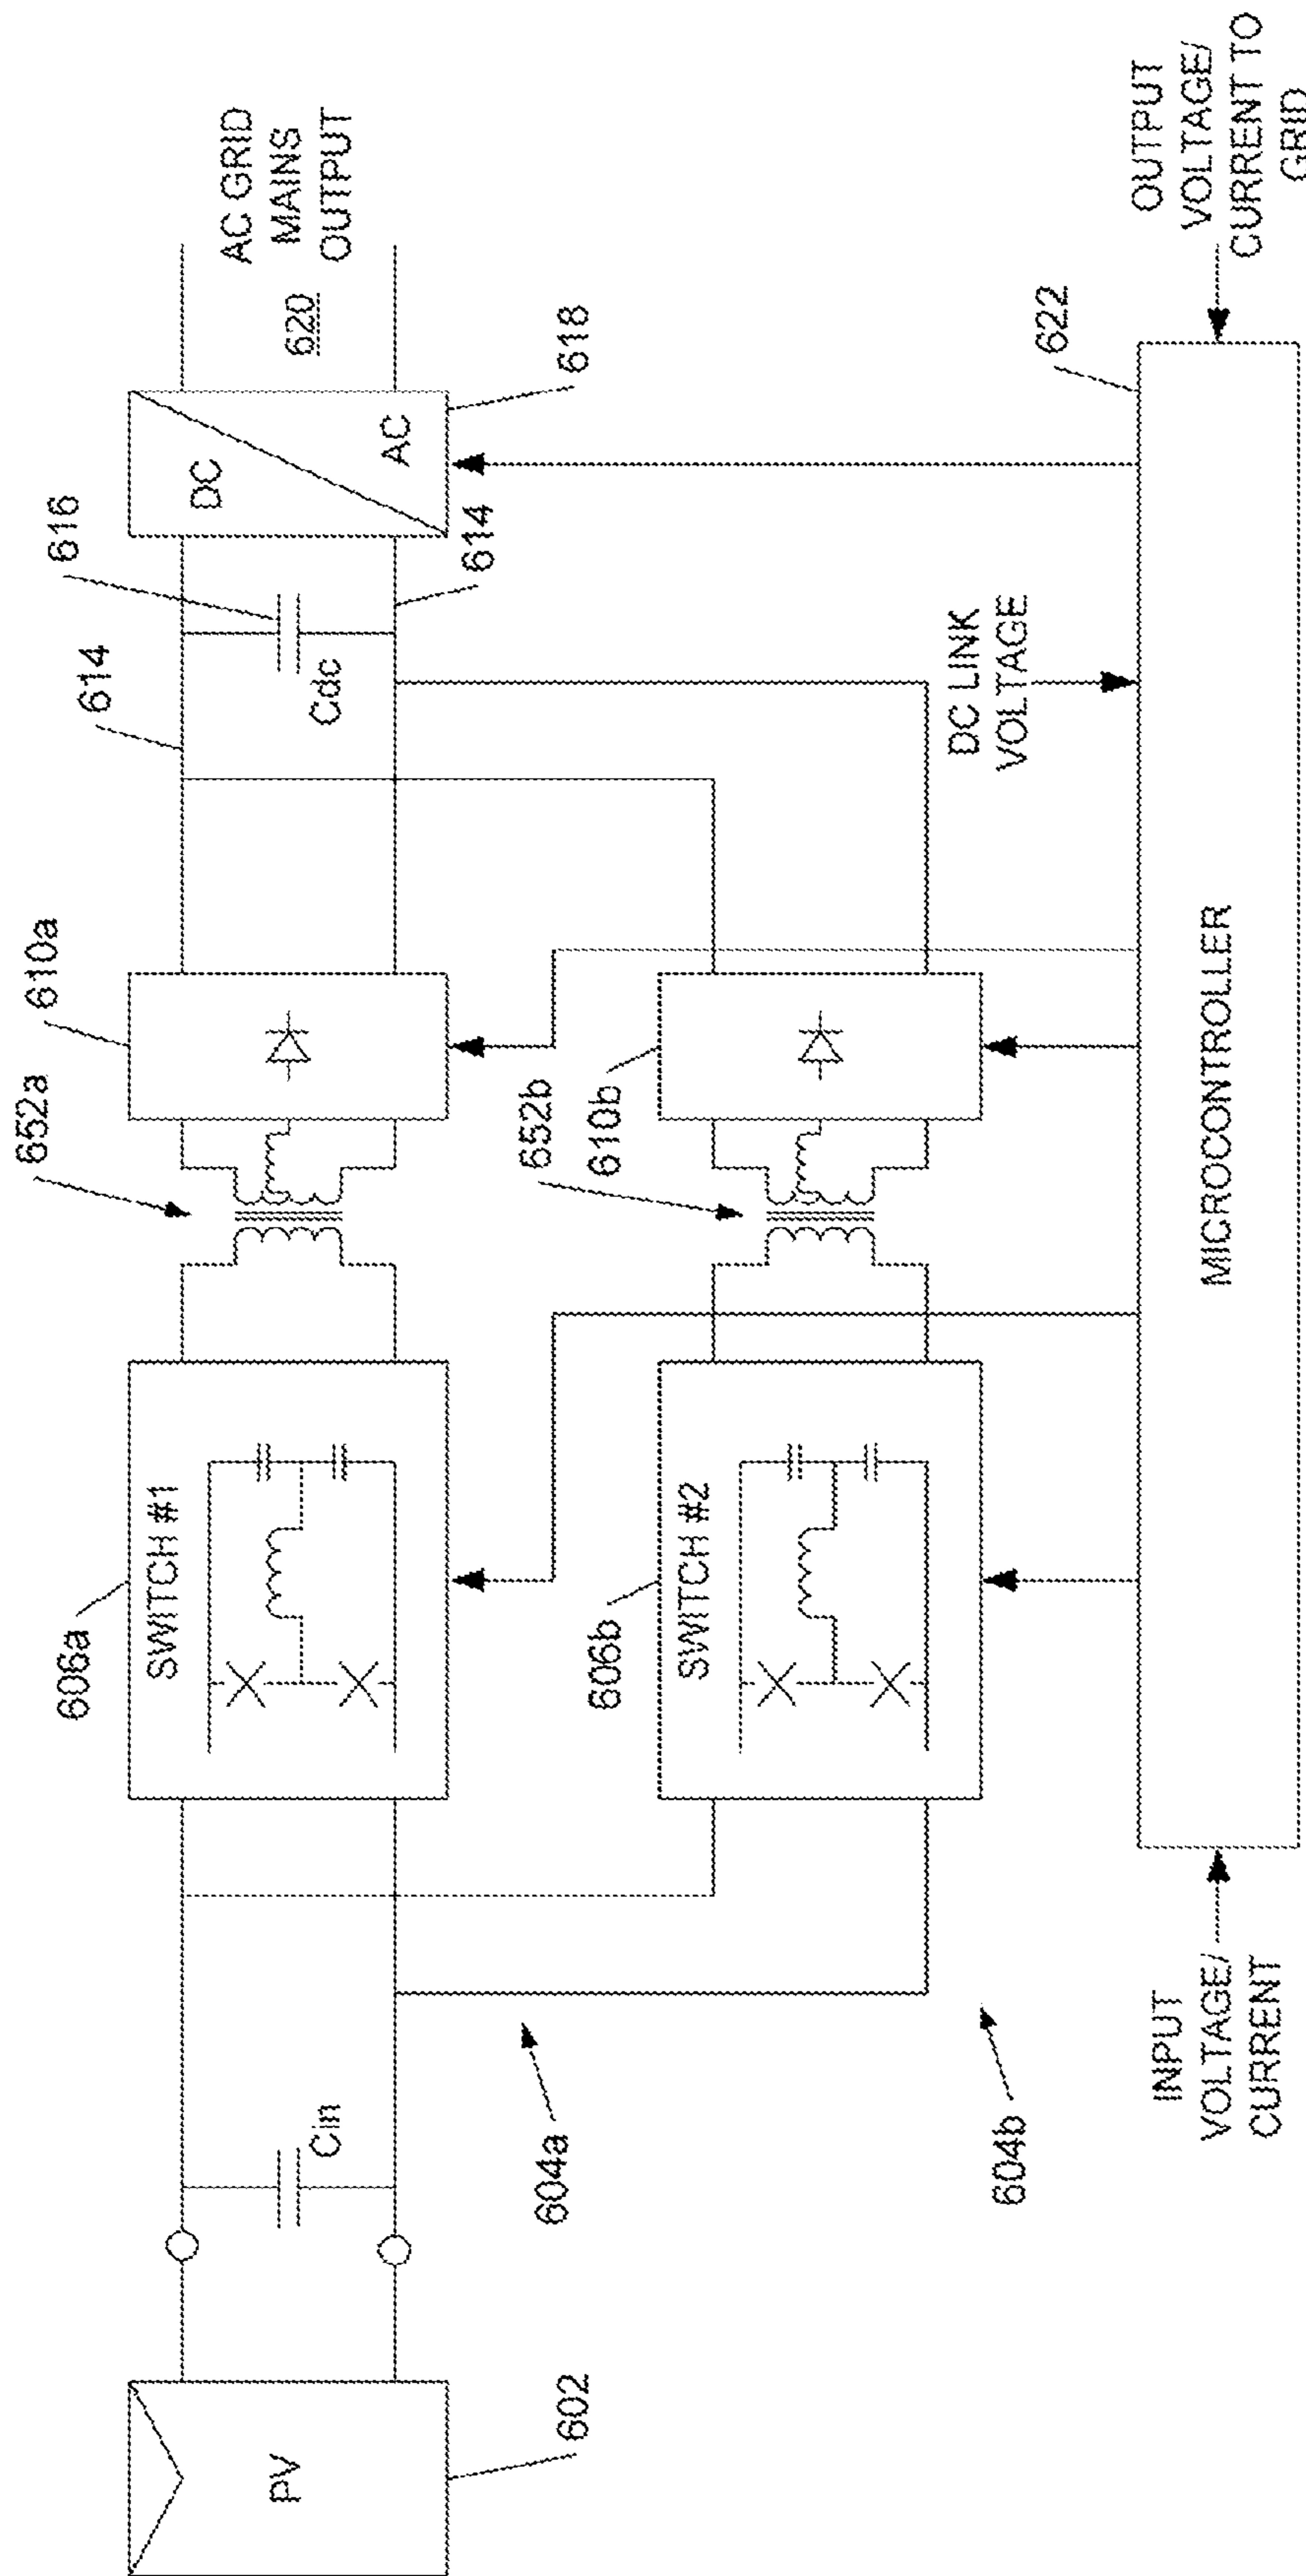 652a
610a
614
616
AC GRID
MAINS
OUTPUT
620
606a
SWITCH #1
DC
AC
618
Cin
Cdc
614
PV
602
604a
652b
610b
606b
SWITCH #2
DC LINK
VOLTAGE
622
604b
INPUT
VOLTAGE/
CURRENT
MICROCONTROLLER
OUTPUT
VOLTAGE/
CURRENT TO
GRID